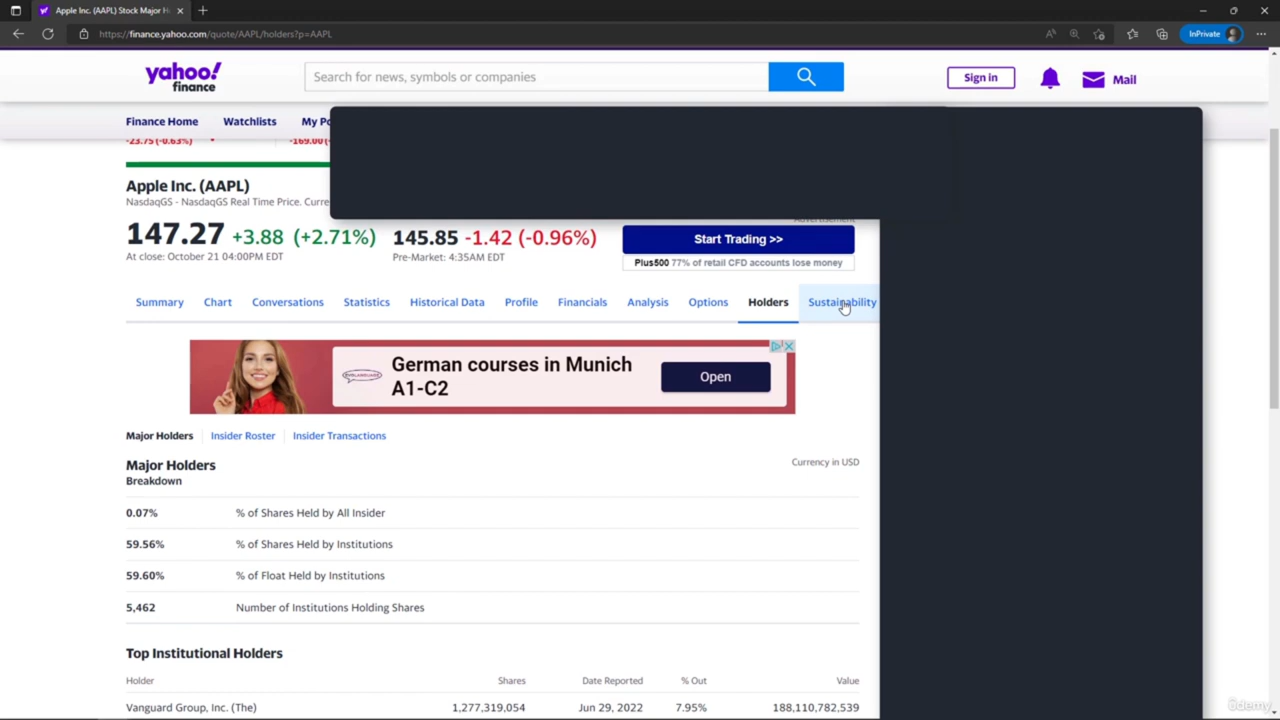 Apple Inc. (AAPL) Stock Major H
https://finance.yahoo.com/quote/AAPL/holders?p=AAPL
InPrivate
yahoo!
finance
Search for news, symbols or companies
Sign in
Mail
Finance Home
Watchlists
My Po
-23.75 (-0.63%)
-169.00 (-
Apple Inc. (AAPL)
NasdaqGS - NasdaqGS Real Time Price. Curre
147.27 +3.88 (+2.71%)
At close: October 21 04:00PM EDT
145.85 -1.42 (-0.96%)
Pre-Market: 4:35AM EDT
Advertisement
Start Trading >>
Plus500 77% of retail CFD accounts lose money
Summary Chart Conversations Statistics Historical Data Profile Financials Analysis Options Holders Sustainability
German courses in Munich
A1-C2
Open
Major Holders Insider Roster Insider Transactions
Major Holders
Currency in USD
Breakdown
0.07% % of Shares Held by All Insider
59.56% % of Shares Held by Institutions
59.60% % of Float Held by Institutions
5,462 Number of Institutions Holding Shares
Top Institutional Holders
Holder Shares Date Reported % Out Value
Vanguard Group, Inc. (The) 1,277,319,054 Jun 29, 2022 7.95% 188,110,782,539
ûdemy